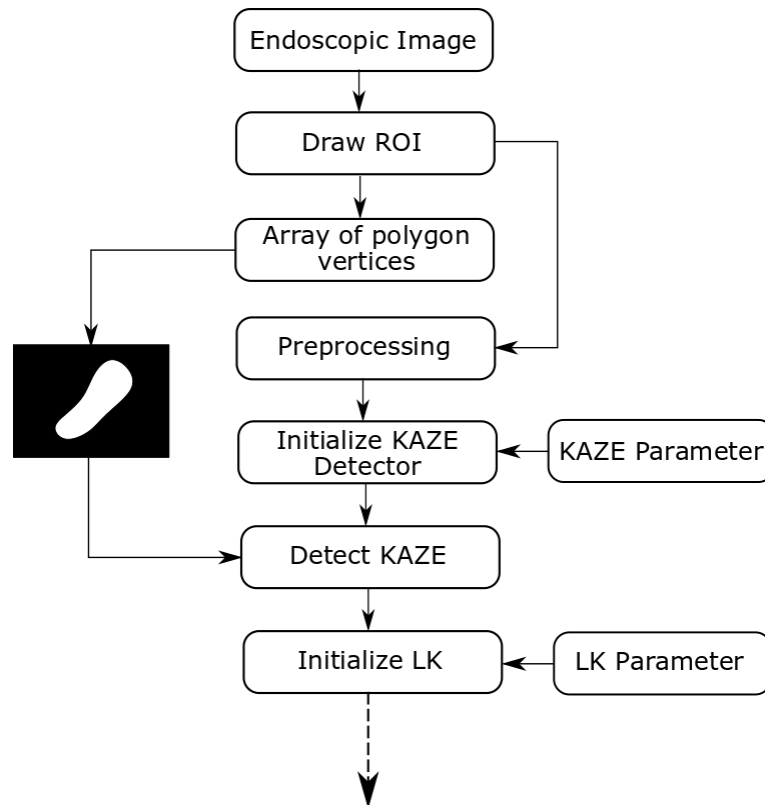 Endoscopic Image
Draw ROI
Array of polygon
vertices
Preprocessing
Initialize KAZE
Detector
KAZE Parameter
Detect KAZE
Initialize LK
LK Parameter